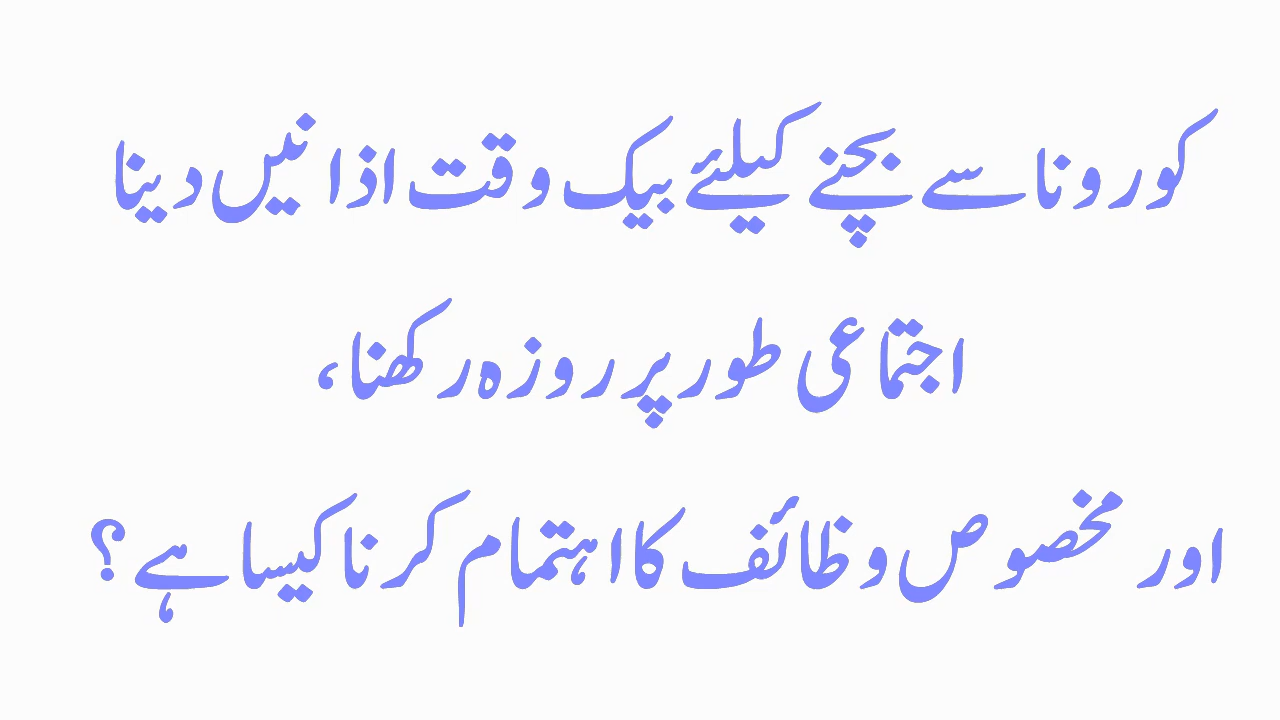 کورونا سے بچنے کیلئے بیک وقت اذانیں دینا
اجتماعی طور پر روزہ رکھنا،
اور مخصوص وظائف کا اہتمام کرنا کیسا ہے؟